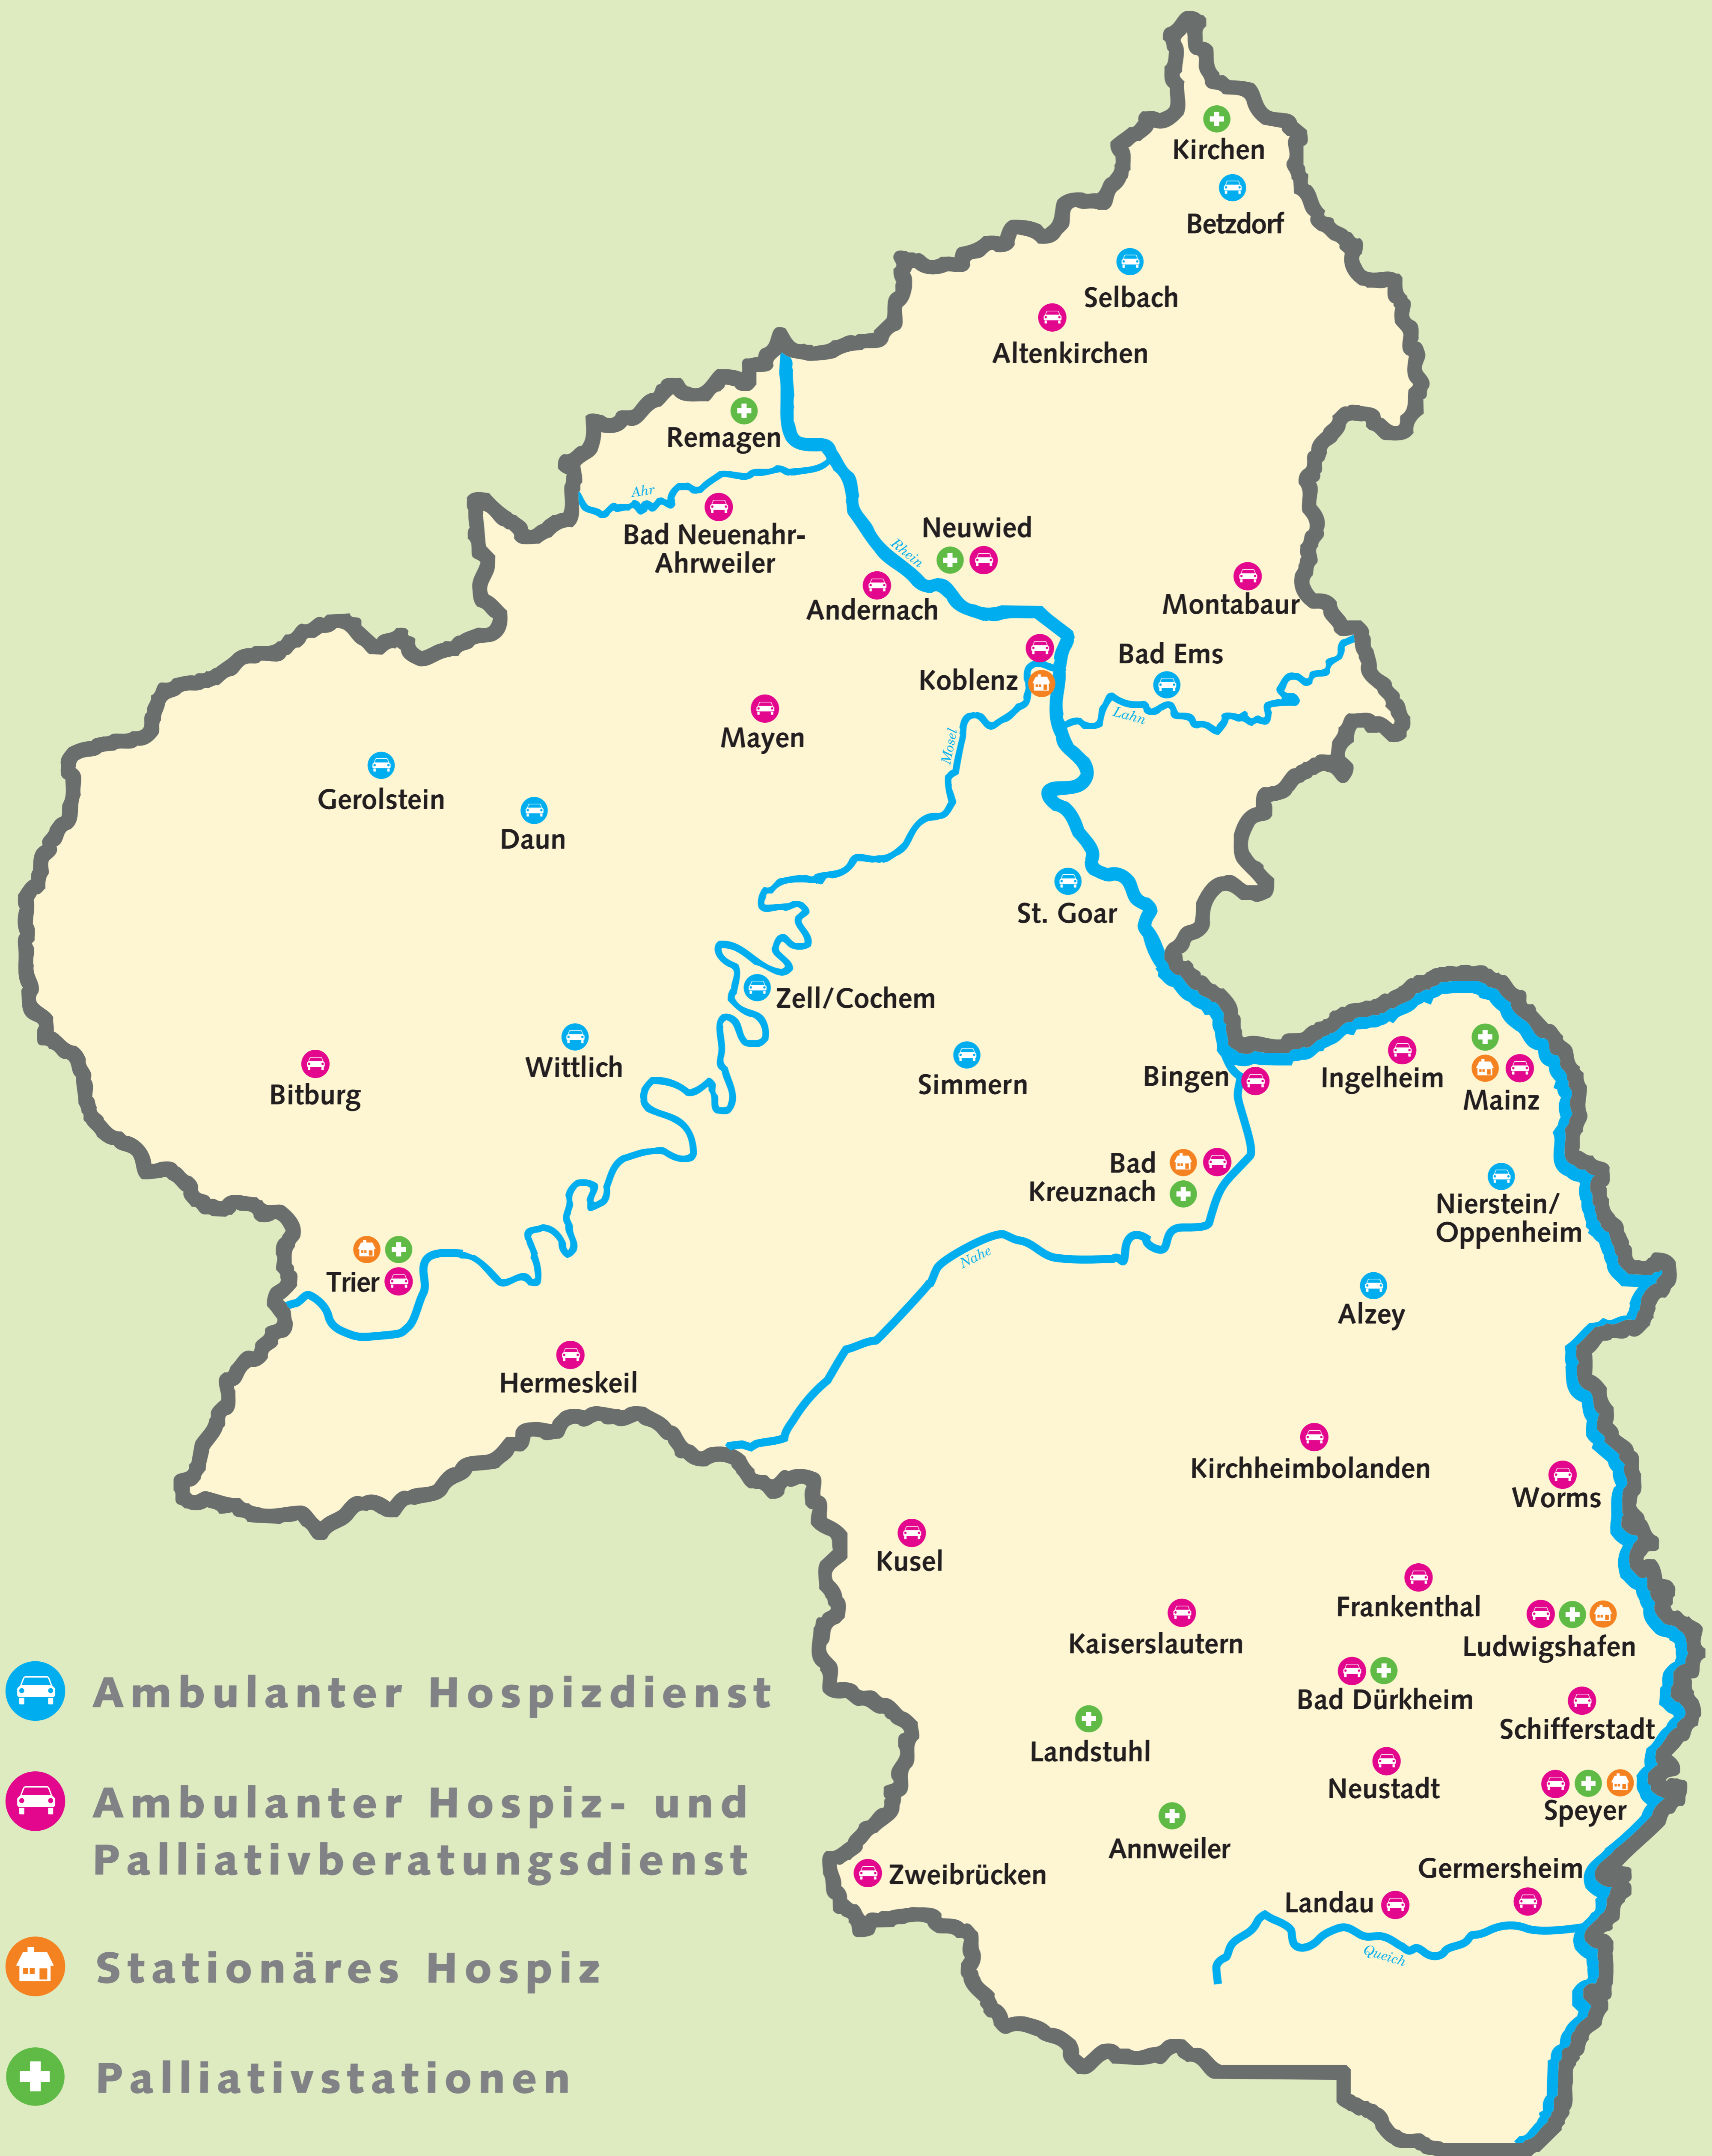 Kirchen
Betzdorf
Selbach
Altenkirchen
Remagen
Ahr
Bad Neuenahr-
Ahrweiler
Rhein
Neuwied
Andernach
Montabaur
Bad Ems
Koblenz
Lahn
Mosel
Mayen
Gerolstein
Daun
St. Goar
Zell/Cochem
Wittlich
Bitburg
Simmern
Bingen
Ingelheim
Mainz
Bad
Kreuznach
Nierstein/
Oppenheim
Nahe
Trier
Alzey
Hermeskeil
Kirchheimbolanden
Worms
Kusel
Frankenthal
Kaiserslautern
Ludwigshafen
Bad Dürkheim
Schifferstadt
Landstuhl
Neustadt
Speyer
Annweiler
Germersheim
Zweibrücken
Landau
Queich
Ambulanter Hospizdienst
Ambulanter Hospiz- und
Palliativberatungsdienst
Stationäres Hospiz
Palliativstationen